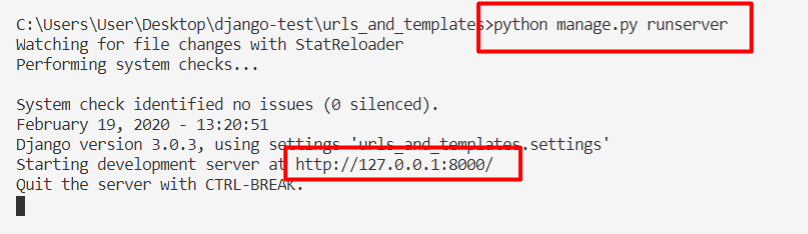 C:\Users\User\Desktop\django-test\urls_and_templates>python manage.py runserver
Watching for file changes with StatReloader
Performing system checks...
System check identified no issues (0 silenced).
February 19, 2020 - 13:20:51
Django version 3.0.3, using settings 'urls_and_templates.settings'
Starting development server at http://127.0.0.1:8000/
Quit the server with CTRL-BREAK.